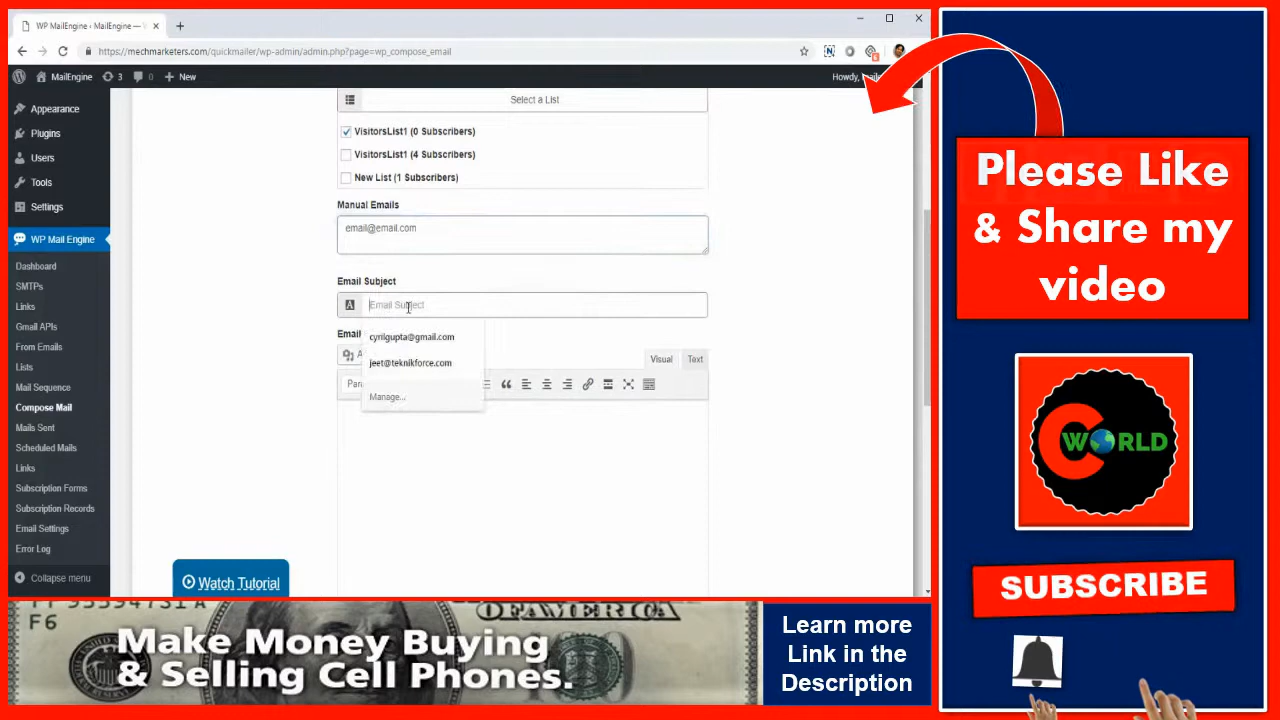 WP MailEngine ‹ MailEngine —
https://mechmarketers.com/quickmailer/wp-admin/admin.php?page=wp_compose_email
MailEngine 3 0 New
Howdy,
Appearance
Plugins
Users
Tools
Settings
WP Mail Engine
Dashboard
SMTPs
Links
Gmail APIs
From Emails
Lists
Mail Sequence
Compose Mail
Mails Sent
Scheduled Mails
Links
Subscription Forms
Subscription Records
Email Settings
Error Log
Collapse menu
Select a List
VisitorsList1 (0 Subscribers)
VisitorsList1 (4 Subscribers)
New List (1 Subscribers)
Manual Emails
email@email.com
Email Subject
A Email Subject
Email
cyrilgupta@gmail.com
jeet@teknikforce.com
Manage...
Visual Text
Watch Tutorial
Please Like
& Share my
video
C WORLD
SUBSCRIBE
F6
OF AMERICA
Make Money Buying
& Selling Cell Phones.
Learn more
Link in the
Description